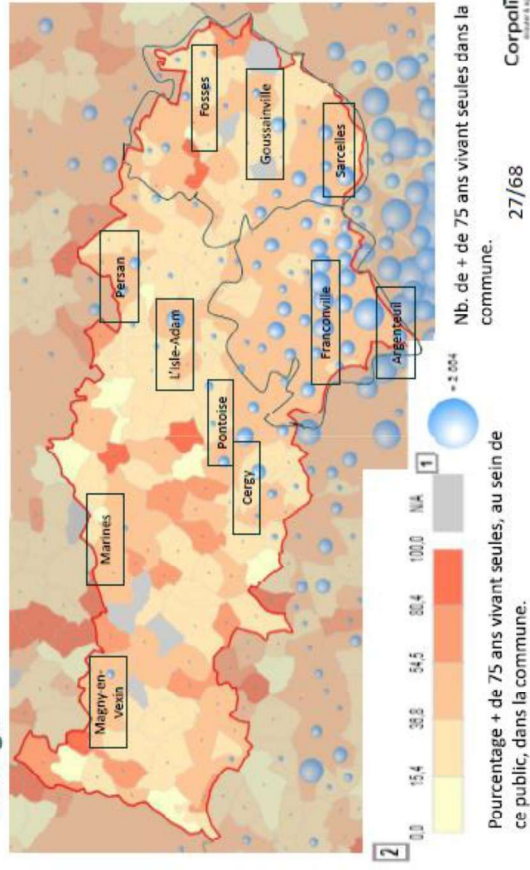 Magny-en-
Vexin
Marines
Persan
L'Isle-Adam
Pontoise
Cergy
Fosses
Goussainville
Sarcelles
Franconville
Argenteuil
2
0,0 15,4 36,8 54,5 80,4 100,0 N/A
1
= 2 004
Pourcentage + de 75 ans vivant seules, au sein de
ce public, dans la commune.
Nb. de + de 75 ans vivant seules dans la
commune.
27/68